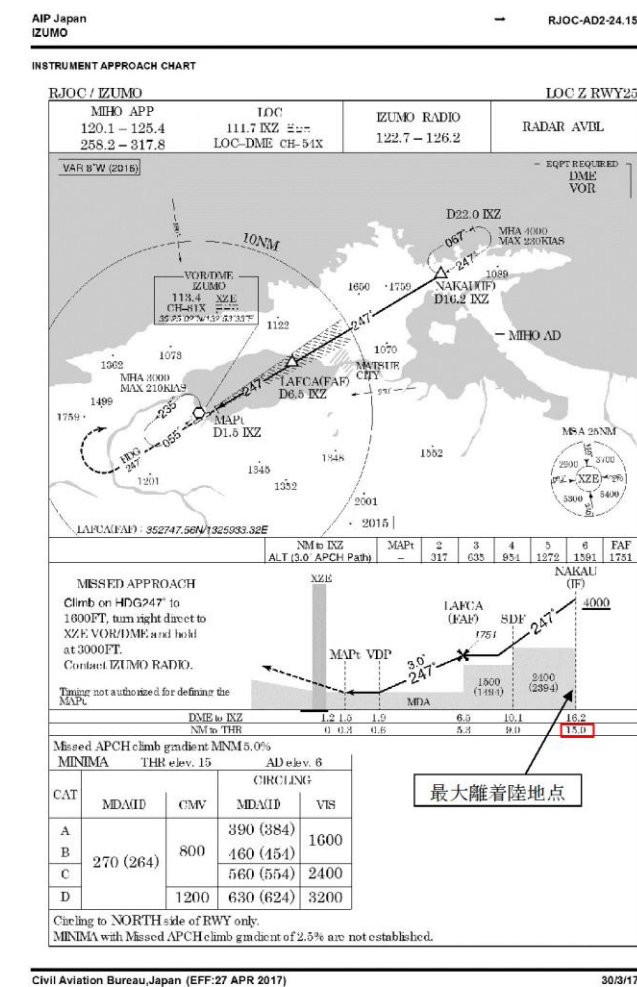 AIP Japan
IZUMO
RJOC-AD2-24.15
INSTRUMENT APPROACH CHART
RJOC / IZUMO
LOC Z RWY25
MIHO APP
120.1 – 125.4
258.2 – 317.8
LOC
111.7 IXZ
LOC-DME CH-54X
IZUMO RADIO
122.7 – 126.2
RADAR AVBL
VAR 8°W (2016)
EQPT REQUIRED
DME
VOR
D22.0 IXZ
067°
MHA 4000
MAX 230KIAS
247°
10NM
1089
NAKAU(IF)
D16.2 IXZ
VOR/DME
IZUMO
113.4 XZE
CH-81X
1650
1759
247°
1122
1070
MIHO AD
MATSUE
CITY
1073
1362
LAFCA(FAF)
D6.5 IXZ
247°
MHA 3000
MAX 210KIAS
1499
1759
235°
055°
MAPt
D1.5 IXZ
HDG
247°
1201
1345
1352
1348
1552
2001
2015
MSA 25NM
2900
3700
XZE
5300
5400
LAFCA(FAF) : 352747.56N/1325933.32E
NM to IXZ MAPt 2 3 4 5 6 FAF
ALT (3.0° APCH Path) – 317 635 954 1272 1591 1751
MISSED APPROACH
Climb on HDG247° to
1600FT, turn right direct to
XZE VOR/DME and hold
at 3000FT.
Contact IZUMO RADIO.
Timing not authorized for defining the
MAPt.
XZE
NAKAU
(IF)
4000
LAFCA
(FAF)
SDF
247°
1751
MAPt VDP
3.0°
247°
1500
(1494)
2400
(2394)
MDA
DME to IXZ 1.2 1.5 1.9 6.5 10.1 16.2
NM to THR 0 0.3 0.6 5.3 9.0 15.0
最大離着陸地点
Missed APCH climb gradient MNM 5.0%
MINIMA THR elev. 15 AD elev. 6
CAT
CIRCLING
MDA(H) CMV MDA(H) VIS
A 270 (264) 800 390 (384) 1600
B 460 (454)
C 560 (554) 2400
D 1200 630 (624) 3200
Circling to NORTH side of RWY only.
MINIMA with Missed APCH climb gradient of 2.5% are not established.
Civil Aviation Bureau,Japan (EFF:27 APR 2017)
30/3/17